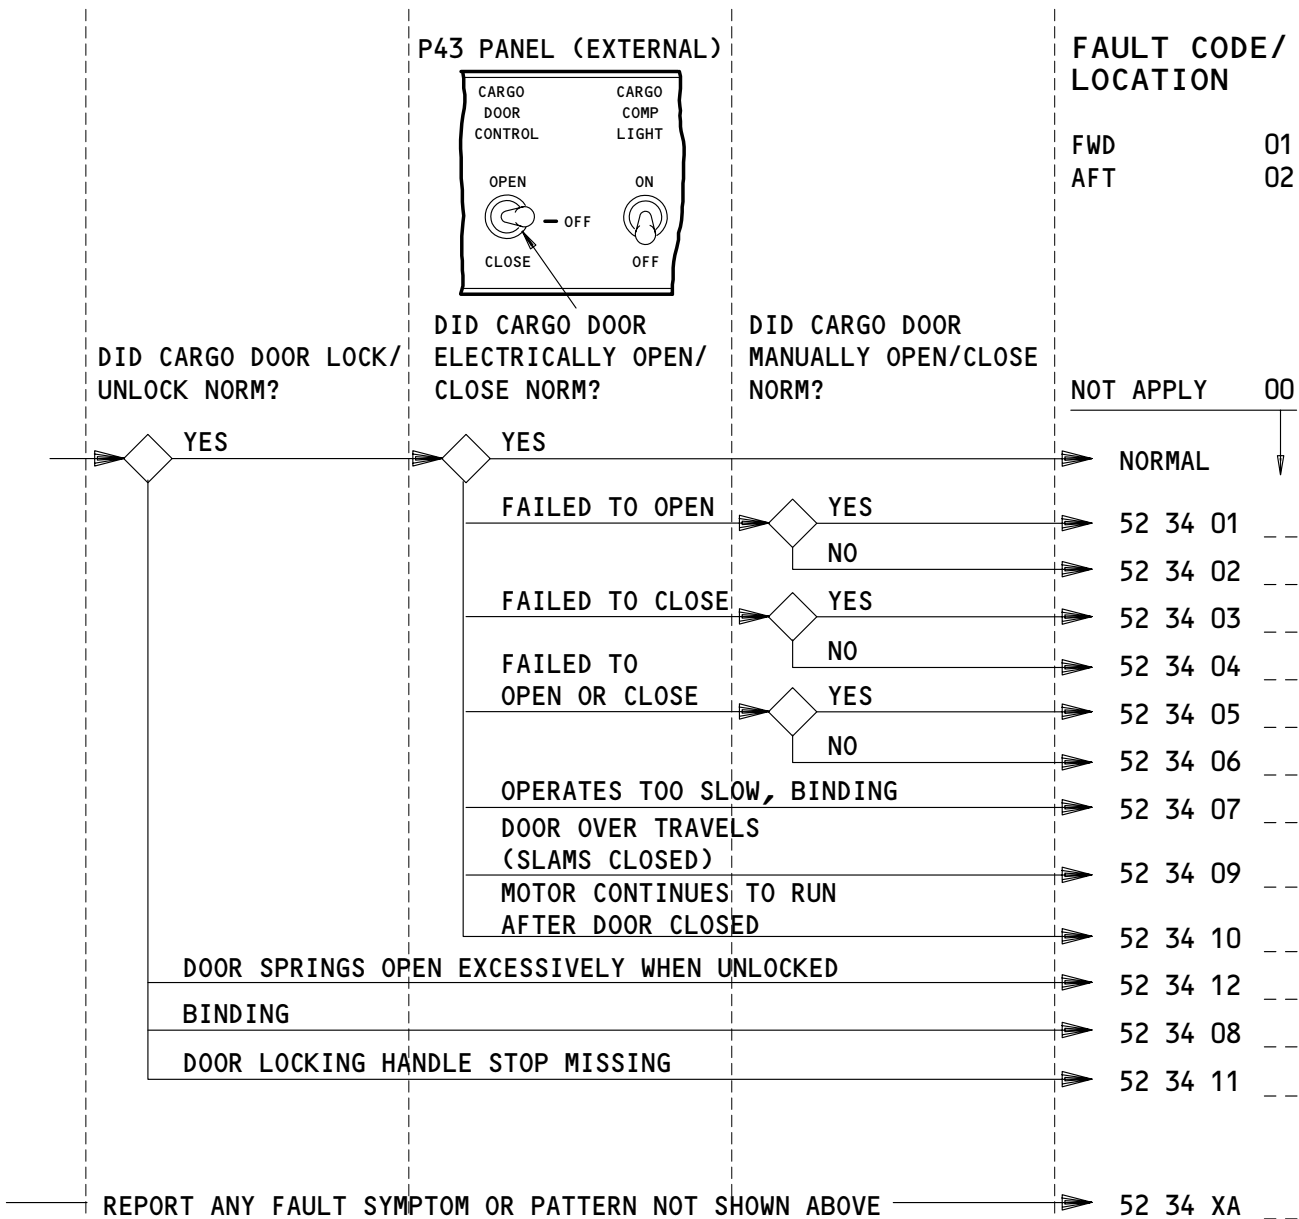 P43 PANEL (EXTERNAL)
CARGO DOOR CONTROL
CARGO COMP LIGHT
OPEN
OFF
CLOSE
ON
OFF
FAULT CODE/
LOCATION
FWD 01
AFT 02
DID CARGO DOOR LOCK/
UNLOCK NORM?
DID CARGO DOOR
ELECTRICALLY OPEN/
CLOSE NORM?
DID CARGO DOOR
MANUALLY OPEN/CLOSE
NORM?
NOT APPLY 00
YES
YES
NORMAL
FAILED TO OPEN
YES
52 34 01 _ _
NO
52 34 02 _ _
FAILED TO CLOSE
YES
52 34 03 _ _
NO
52 34 04 _ _
FAILED TO
OPEN OR CLOSE
YES
52 34 05 _ _
NO
52 34 06 _ _
OPERATES TOO SLOW, BINDING
52 34 07 _ _
DOOR OVER TRAVELS
(SLAMS CLOSED)
52 34 09 _ _
MOTOR CONTINUES TO RUN
AFTER DOOR CLOSED
52 34 10 _ _
DOOR SPRINGS OPEN EXCESSIVELY WHEN UNLOCKED
52 34 12 _ _
BINDING
52 34 08 _ _
DOOR LOCKING HANDLE STOP MISSING
52 34 11 _ _
REPORT ANY FAULT SYMPTOM OR PATTERN NOT SHOWN ABOVE
52 34 XA _ _